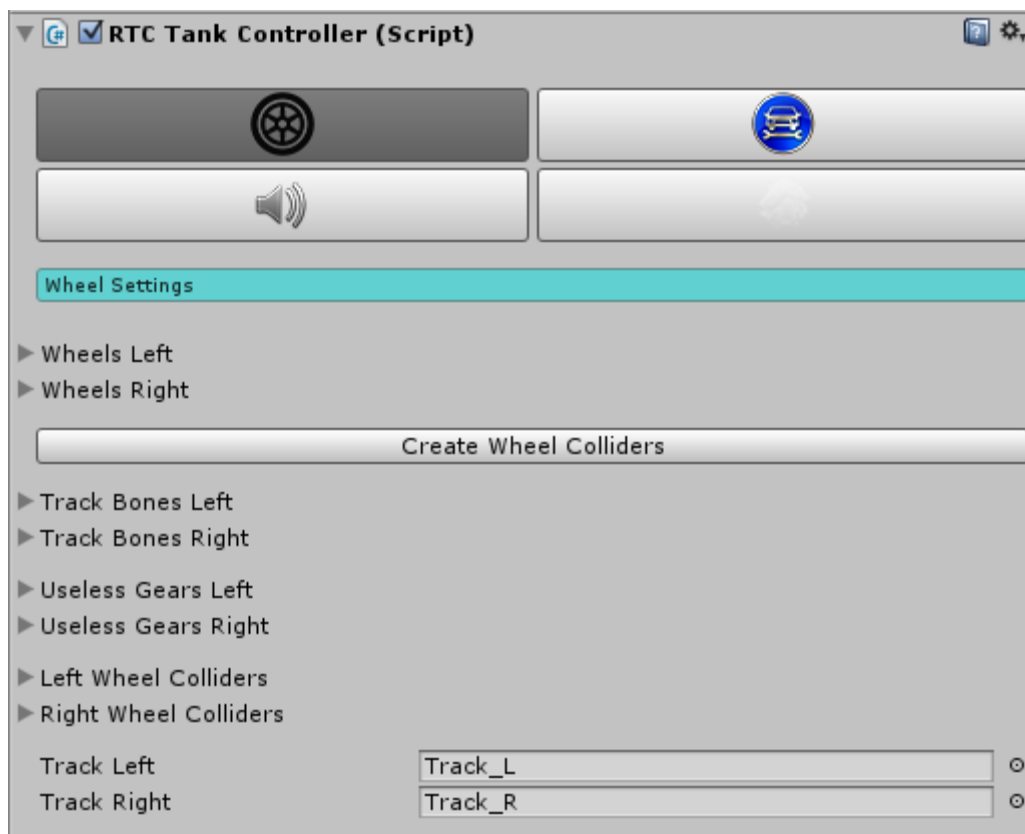 RTC Tank Controller (Script)
Wheel Settings
Wheels Left
Wheels Right
Create Wheel Colliders
Track Bones Left
Track Bones Right
Useless Gears Left
Useless Gears Right
Left Wheel Colliders
Right Wheel Colliders
Track Left Track_L
Track Right Track_R